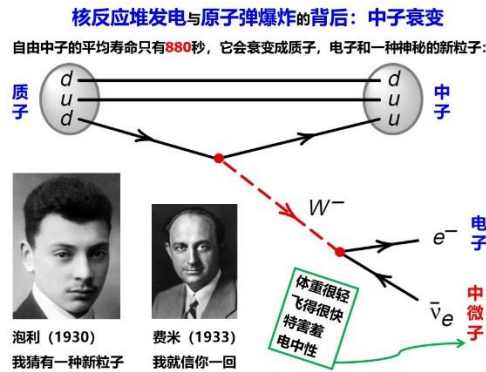 核反应堆发电与原子弹爆炸的背后：中子衰变
自由中子的平均寿命只有880秒，它会衰变成质子，电子和一种神秘的新粒子：
质子
d
u
d
d
u
u
中子
W⁻
e⁻
电子
ν̄e
中微子
体重很轻
飞得很快
特害羞
电中性
泡利（1930）
我猜有一种新粒子
费米（1933）
我就信你一回